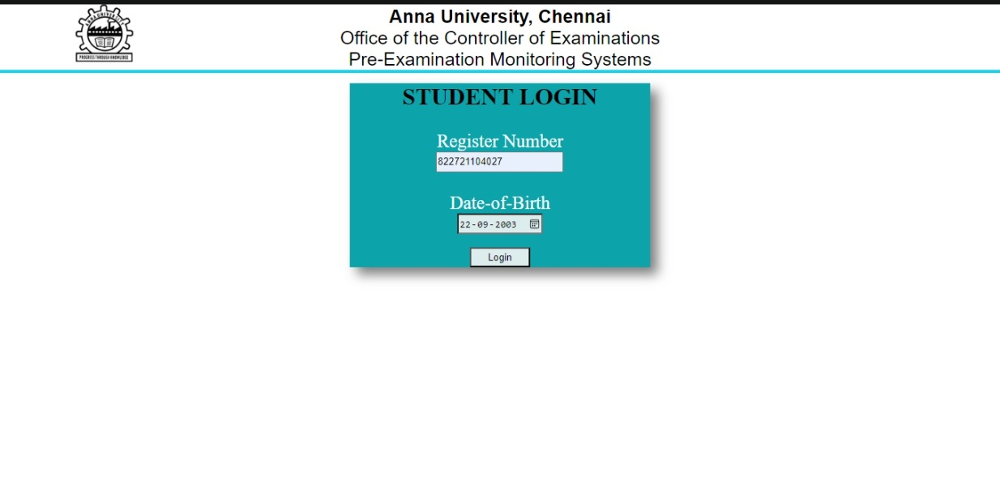 Anna University, Chennai
Office of the Controller of Examinations
Pre-Examination Monitoring Systems
ANNA UNIVERSITY
PROGRESS THROUGH KNOWLEDGE
STUDENT LOGIN
Register Number
822721104027
Date-of-Birth
22-09-2003
Login